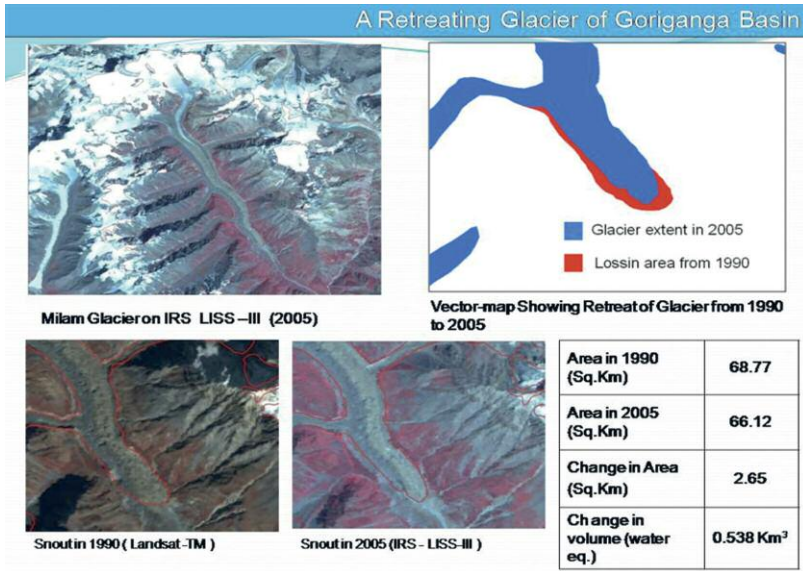 A Retreating Glacier of Goriganga Basin
Glacier extent in 2005
Lossin area from 1990
Milam Glacier on IRS LISS –III (2005)
Vector-map Showing Retreat of Glacier from 1990
to 2005
Snout in 1990 ( Landsat -TM )
Snout in 2005 (IRS - LISS-III )
Area in 1990
(Sq.Km)
68.77
Area in 2005
(Sq.Km)
66.12
Change in Area
(Sq.Km)
2.65
Change in
volume (water
eq.)
0.538 Km³